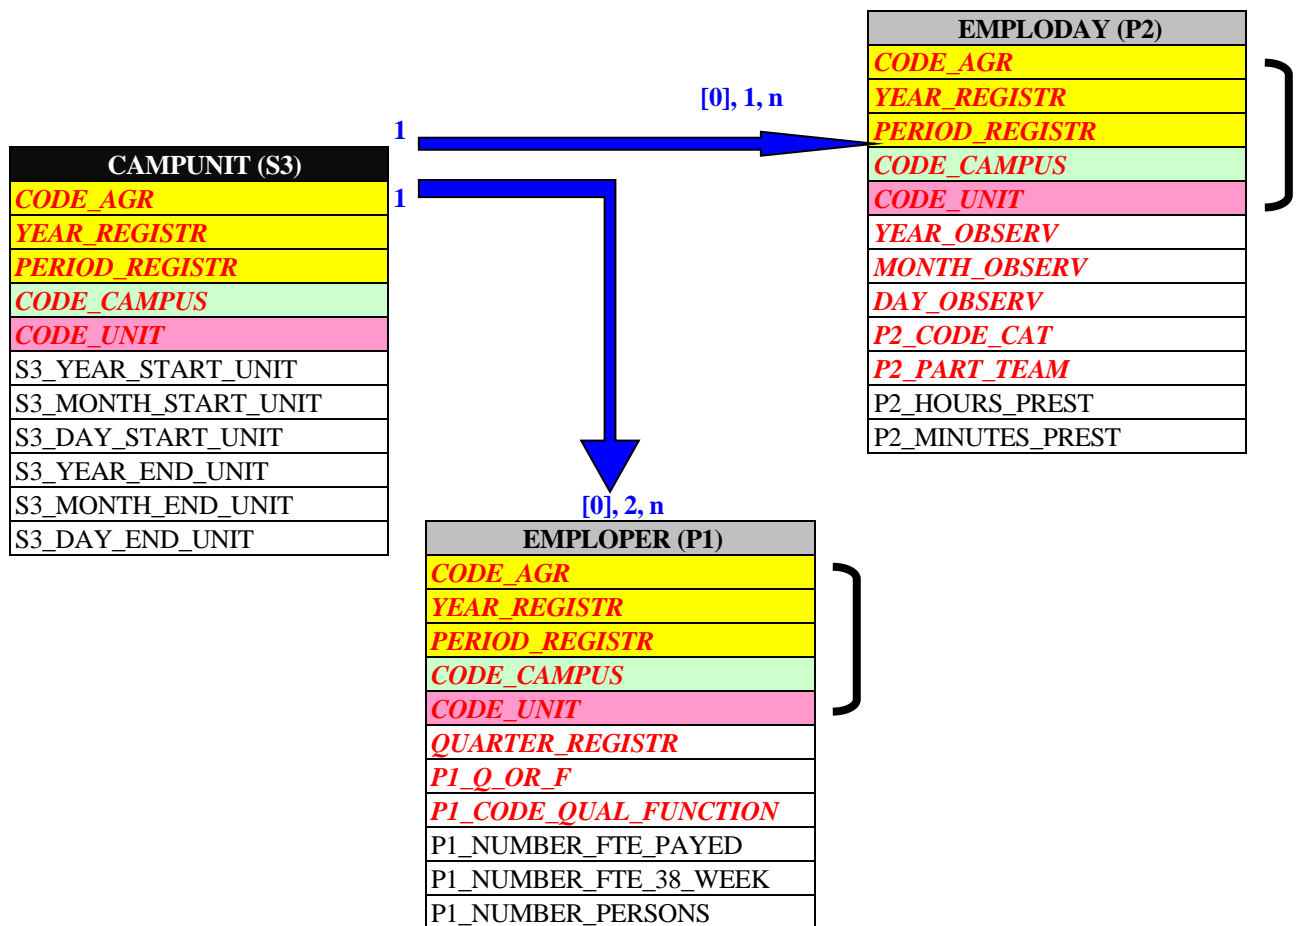 EMPLODAY (P2)
CODE_AGR
YEAR_REGISTR
PERIOD_REGISTR
CODE_CAMPUS
CODE_UNIT
YEAR_OBSERV
MONTH_OBSERV
DAY_OBSERV
P2_CODE_CAT
P2_PART_TEAM
P2_HOURS_PREST
P2_MINUTES_PREST
[0], 1, n
1
1
CAMPUNIT (S3)
CODE_AGR
YEAR_REGISTR
PERIOD_REGISTR
CODE_CAMPUS
CODE_UNIT
S3_YEAR_START_UNIT
S3_MONTH_START_UNIT
S3_DAY_START_UNIT
S3_YEAR_END_UNIT
S3_MONTH_END_UNIT
S3_DAY_END_UNIT
[0], 2, n
EMPLOPER (P1)
CODE_AGR
YEAR_REGISTR
PERIOD_REGISTR
CODE_CAMPUS
CODE_UNIT
QUARTER_REGISTR
P1_Q_OR_F
P1_CODE_QUAL_FUNCTION
P1_NUMBER_FTE_PAYED
P1_NUMBER_FTE_38_WEEK
P1_NUMBER_PERSONS